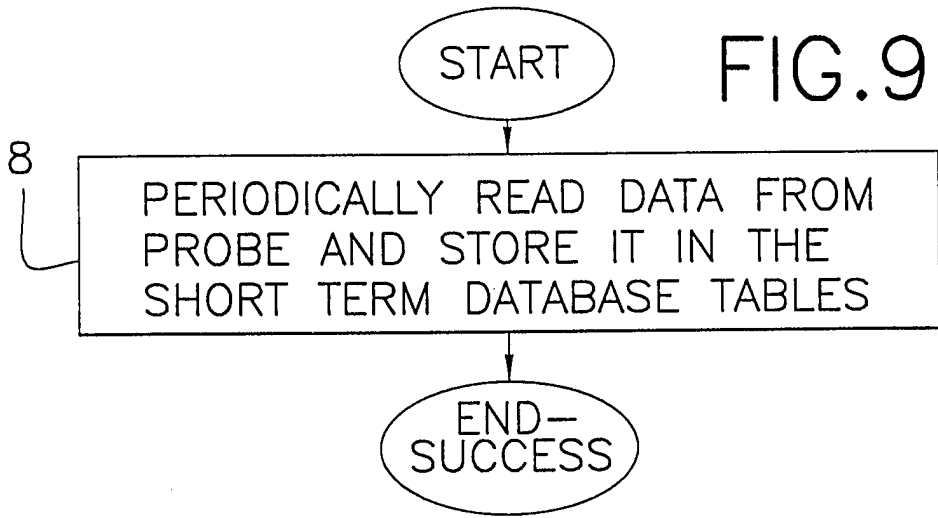 START
FIG.9
8
PERIODICALLY READ DATA FROM
PROBE AND STORE IT IN THE
SHORT TERM DATABASE TABLES
END-
SUCCESS